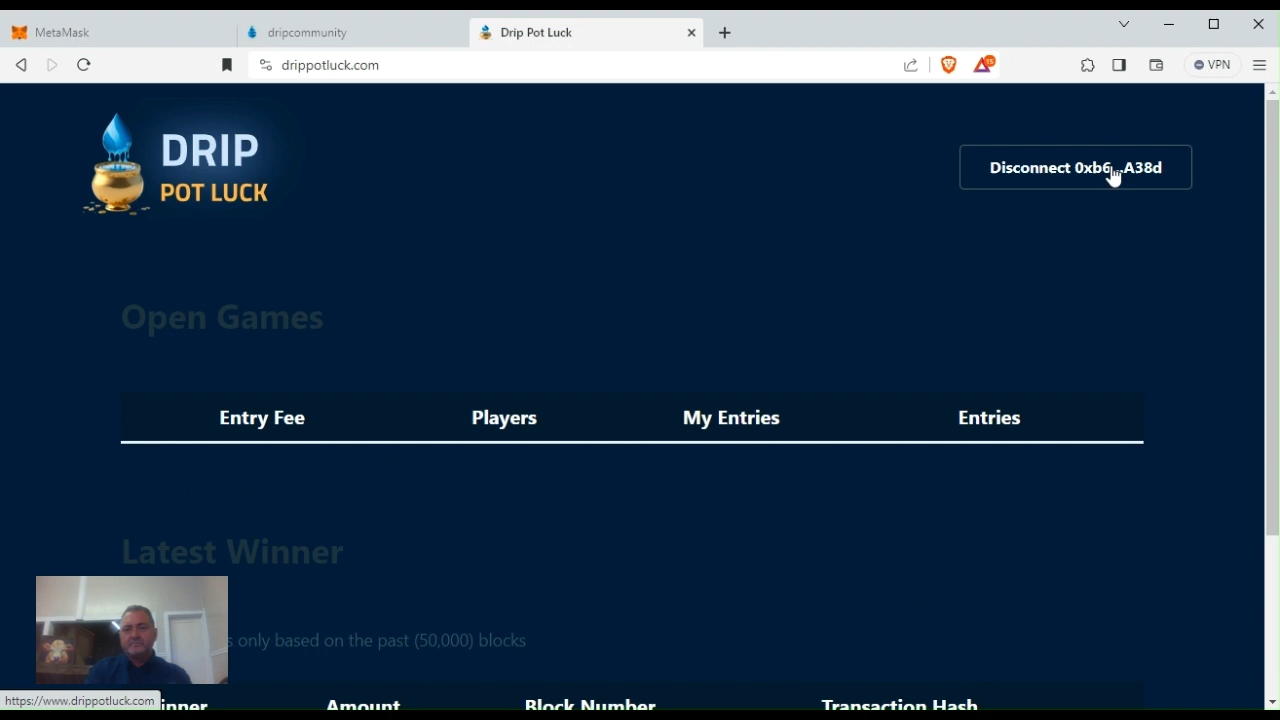 MetaMask
dripcommunity
Drip Pot Luck
drippotluck.com
15
VPN
DRIP
POT LUCK
Disconnect 0xb6 A38d
Open Games
Entry Fee Players My Entries Entries
Latest Winner
only based on the past (50,000) blocks
https://www.drippotluck.com
Amount Block Number Transaction Hash